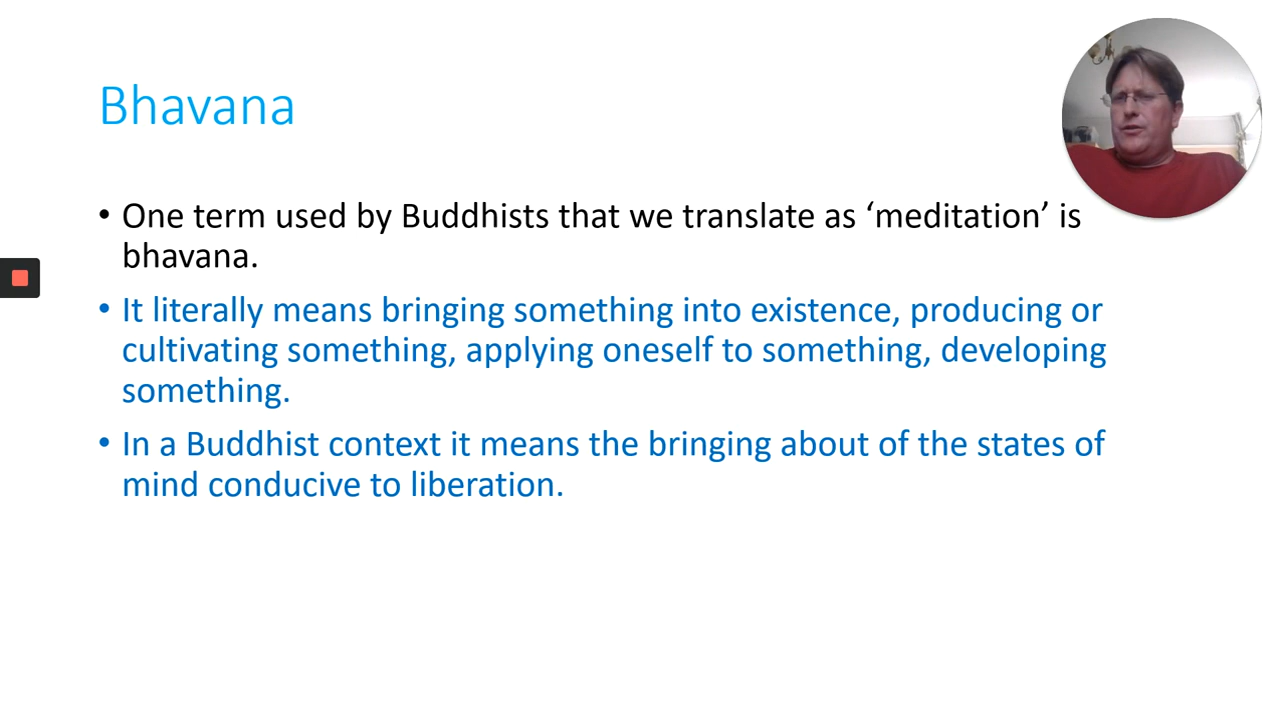 Bhavana
• One term used by Buddhists that we translate as ‘meditation’ is
bhavana.
• It literally means bringing something into existence, producing or
cultivating something, applying oneself to something, developing
something.
• In a Buddhist context it means the bringing about of the states of
mind conducive to liberation.